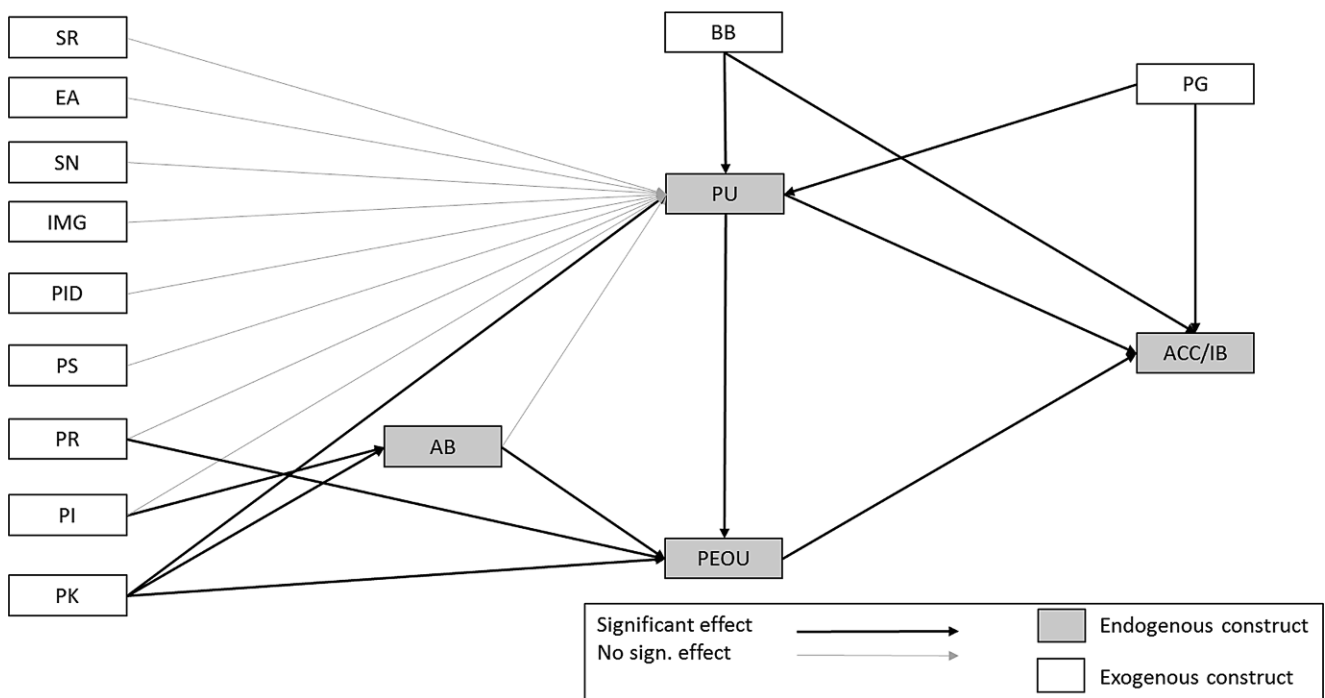 SR
EA
SN
IMG
PID
PS
PR
PI
PK
AB
BB
PU
PEOU
PG
ACC/IB
Significant effect
No sign. effect
Endogenous construct
Exogenous construct